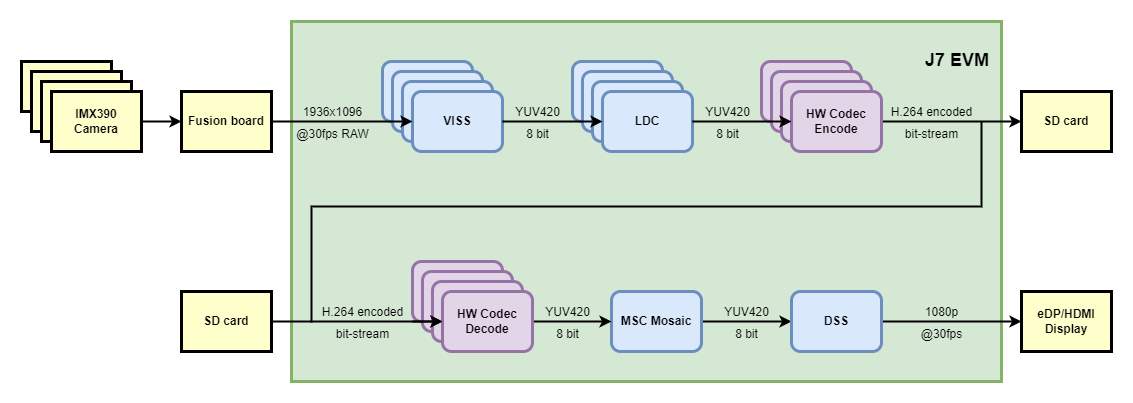 J7 EVM
IMX390
Camera
Fusion board
1936x1096
@30fps RAW
VISS
YUV420
8 bit
LDC
YUV420
8 bit
HW Codec
Encode
H.264 encoded
bit-stream
SD card
SD card
H.264 encoded
bit-stream
HW Codec
Decode
YUV420
8 bit
MSC Mosaic
YUV420
8 bit
DSS
1080p
@30fps
eDP/HDMI
Display